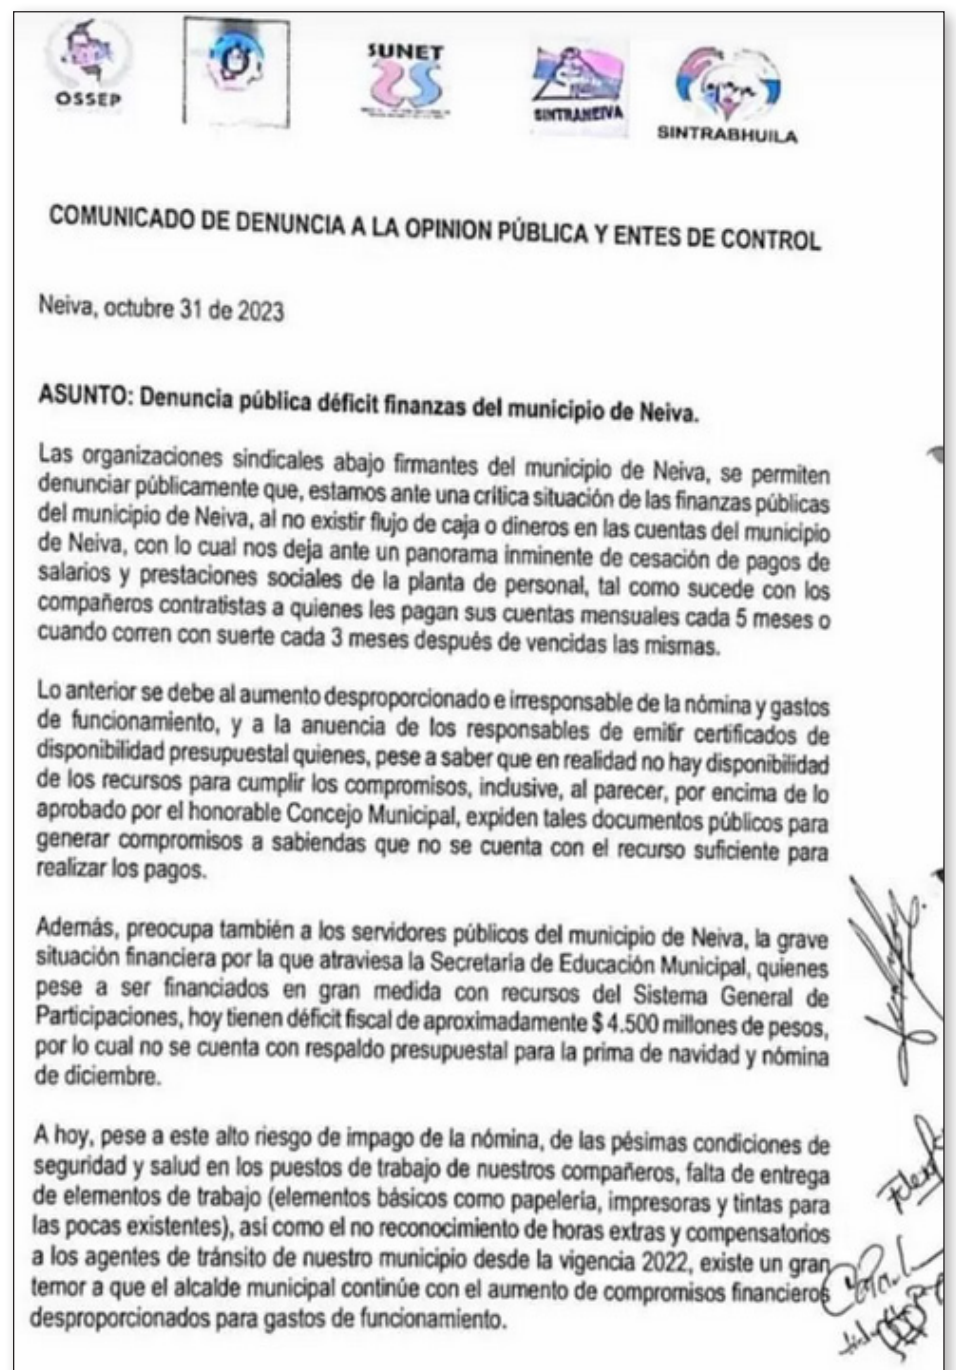 OSSEP
SUNET
SINTRANEIVA
SINTRABHUILA
COMUNICADO DE DENUNCIA A LA OPINION PÚBLICA Y ENTES DE CONTROL
Neiva, octubre 31 de 2023
ASUNTO: Denuncia pública déficit finanzas del municipio de Neiva.
Las organizaciones sindicales abajo firmantes del municipio de Neiva, se permiten
denunciar públicamente que, estamos ante una crítica situación de las finanzas públicas
del municipio de Neiva, al no existir flujo de caja o dineros en las cuentas del municipio
de Neiva, con lo cual nos deja ante un panorama inminente de cesación de pagos de
salarios y prestaciones sociales de la planta de personal, tal como sucede con los
compañeros contratistas a quienes les pagan sus cuentas mensuales cada 5 meses o
cuando corren con suerte cada 3 meses después de vencidas las mismas.
Lo anterior se debe al aumento desproporcionado e irresponsable de la nómina y gastos
de funcionamiento, y a la anuencia de los responsables de emitir certificados de
disponibilidad presupuestal quienes, pese a saber que en realidad no hay disponibilidad
de los recursos para cumplir los compromisos, inclusive, al parecer, por encima de lo
aprobado por el honorable Concejo Municipal, expiden tales documentos públicos para
generar compromisos a sabiendas que no se cuenta con el recurso suficiente para
realizar los pagos.
Además, preocupa también a los servidores públicos del municipio de Neiva, la grave
situación financiera por la que atraviesa la Secretaria de Educación Municipal, quienes
pese a ser financiados en gran medida con recursos del Sistema General de
Participaciones, hoy tienen déficit fiscal de aproximadamente $ 4.500 millones de pesos,
por lo cual no se cuenta con respaldo presupuestal para la prima de navidad y nómina
de diciembre.
A hoy, pese a este alto riesgo de impago de la nómina, de las pésimas condiciones de
seguridad y salud en los puestos de trabajo de nuestros compañeros, falta de entrega
de elementos de trabajo (elementos básicos como papelería, impresoras y tintas para
las pocas existentes), así como el no reconocimiento de horas extras y compensatorios
a los agentes de tránsito de nuestro municipio desde la vigencia 2022, existe un gran
temor a que el alcalde municipal continúe con el aumento de compromisos financieros
desproporcionados para gastos de funcionamiento.